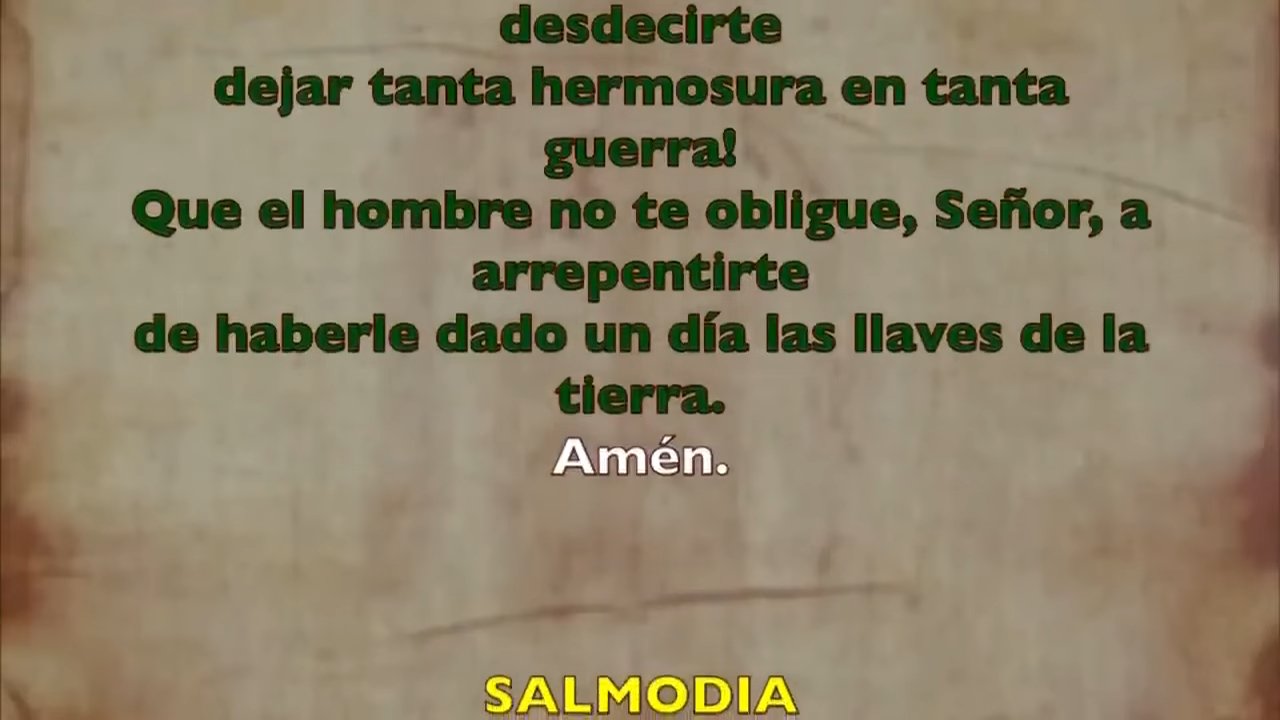 desdecirte
dejar tanta hermosura en tanta
guerra!
Que el hombre no te obligue, Señor, a
arrepentirte
de haberle dado un día las llaves de la
tierra.
Amén.
SALMODIA